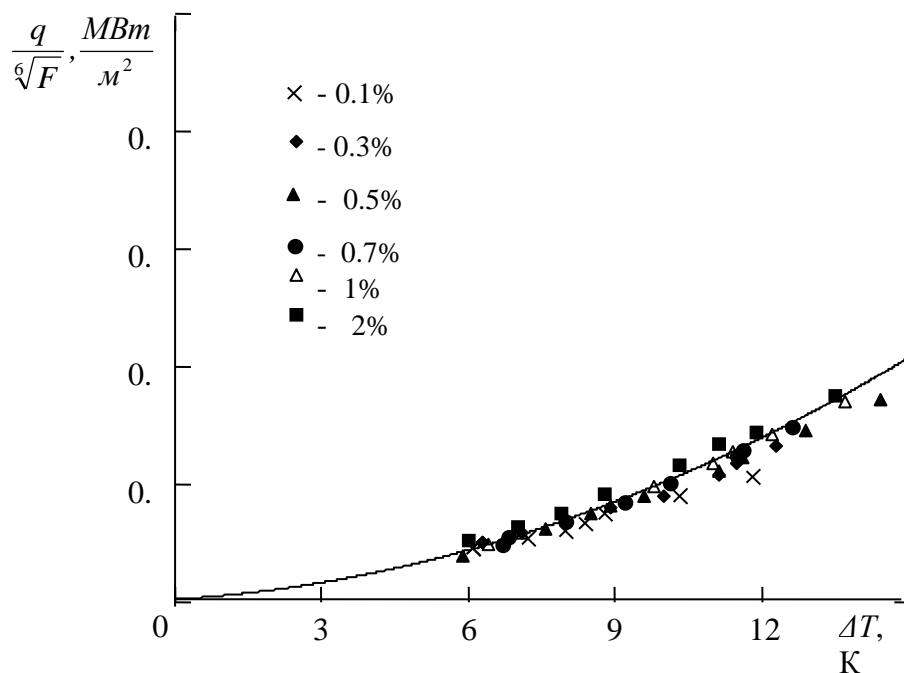 q / ⁶√F, МВт / м²
× - 0.1%
◆ - 0.3%
▲ - 0.5%
● - 0.7%
△ - 1%
■ - 2%
0.
0.
0.
0.
0 3 6 9 12 ΔT,
К